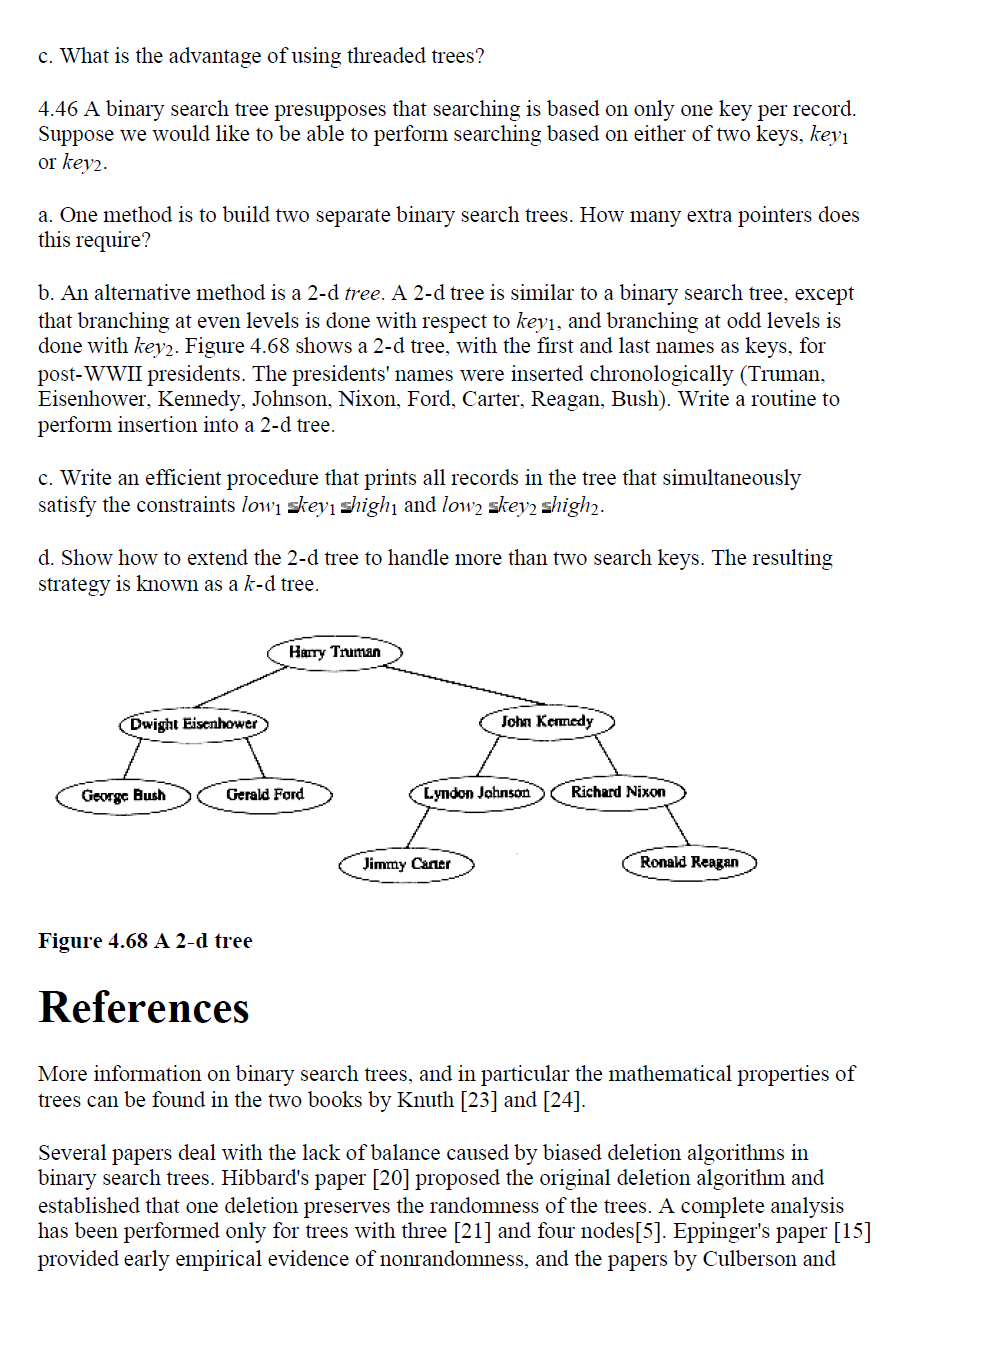 c. What is the advantage of using threaded trees?
4.46 A binary search tree presupposes that searching is based on only one key per record.
Suppose we would like to be able to perform searching based on either of two keys, key1
or key2.
a. One method is to build two separate binary search trees. How many extra pointers does
this require?
b. An alternative method is a 2-d tree. A 2-d tree is similar to a binary search tree, except
that branching at even levels is done with respect to key1, and branching at odd levels is
done with key2. Figure 4.68 shows a 2-d tree, with the first and last names as keys, for
post-WWII presidents. The presidents' names were inserted chronologically (Truman,
Eisenhower, Kennedy, Johnson, Nixon, Ford, Carter, Reagan, Bush). Write a routine to
perform insertion into a 2-d tree.
c. Write an efficient procedure that prints all records in the tree that simultaneously
satisfy the constraints low1 ≤key1 ≤high1 and low2 ≤key2 ≤high2.
d. Show how to extend the 2-d tree to handle more than two search keys. The resulting
strategy is known as a k-d tree.
Harry Truman
Dwight Eisenhower
John Kennedy
George Bush
Gerald Ford
Lyndon Johnson
Richard Nixon
Jimmy Carter
Ronald Reagan
Figure 4.68 A 2-d tree
References
More information on binary search trees, and in particular the mathematical properties of
trees can be found in the two books by Knuth [23] and [24].
Several papers deal with the lack of balance caused by biased deletion algorithms in
binary search trees. Hibbard's paper [20] proposed the original deletion algorithm and
established that one deletion preserves the randomness of the trees. A complete analysis
has been performed only for trees with three [21] and four nodes[5]. Eppinger's paper [15]
provided early empirical evidence of nonrandomness, and the papers by Culberson and